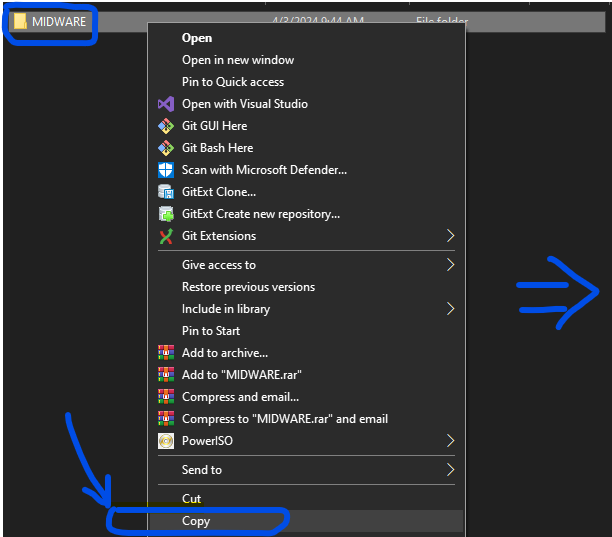 MIDWARE 4/3/2024 9:44 AM File folder
Open
Open in new window
Pin to Quick access
Open with Visual Studio
Git GUI Here
Git Bash Here
Scan with Microsoft Defender...
GitExt Clone...
GitExt Create new repository...
Git Extensions
Give access to
Restore previous versions
Include in library
Pin to Start
Add to archive...
Add to "MIDWARE.rar"
Compress and email...
Compress to "MIDWARE.rar" and email
PowerISO
Send to
Cut
Copy